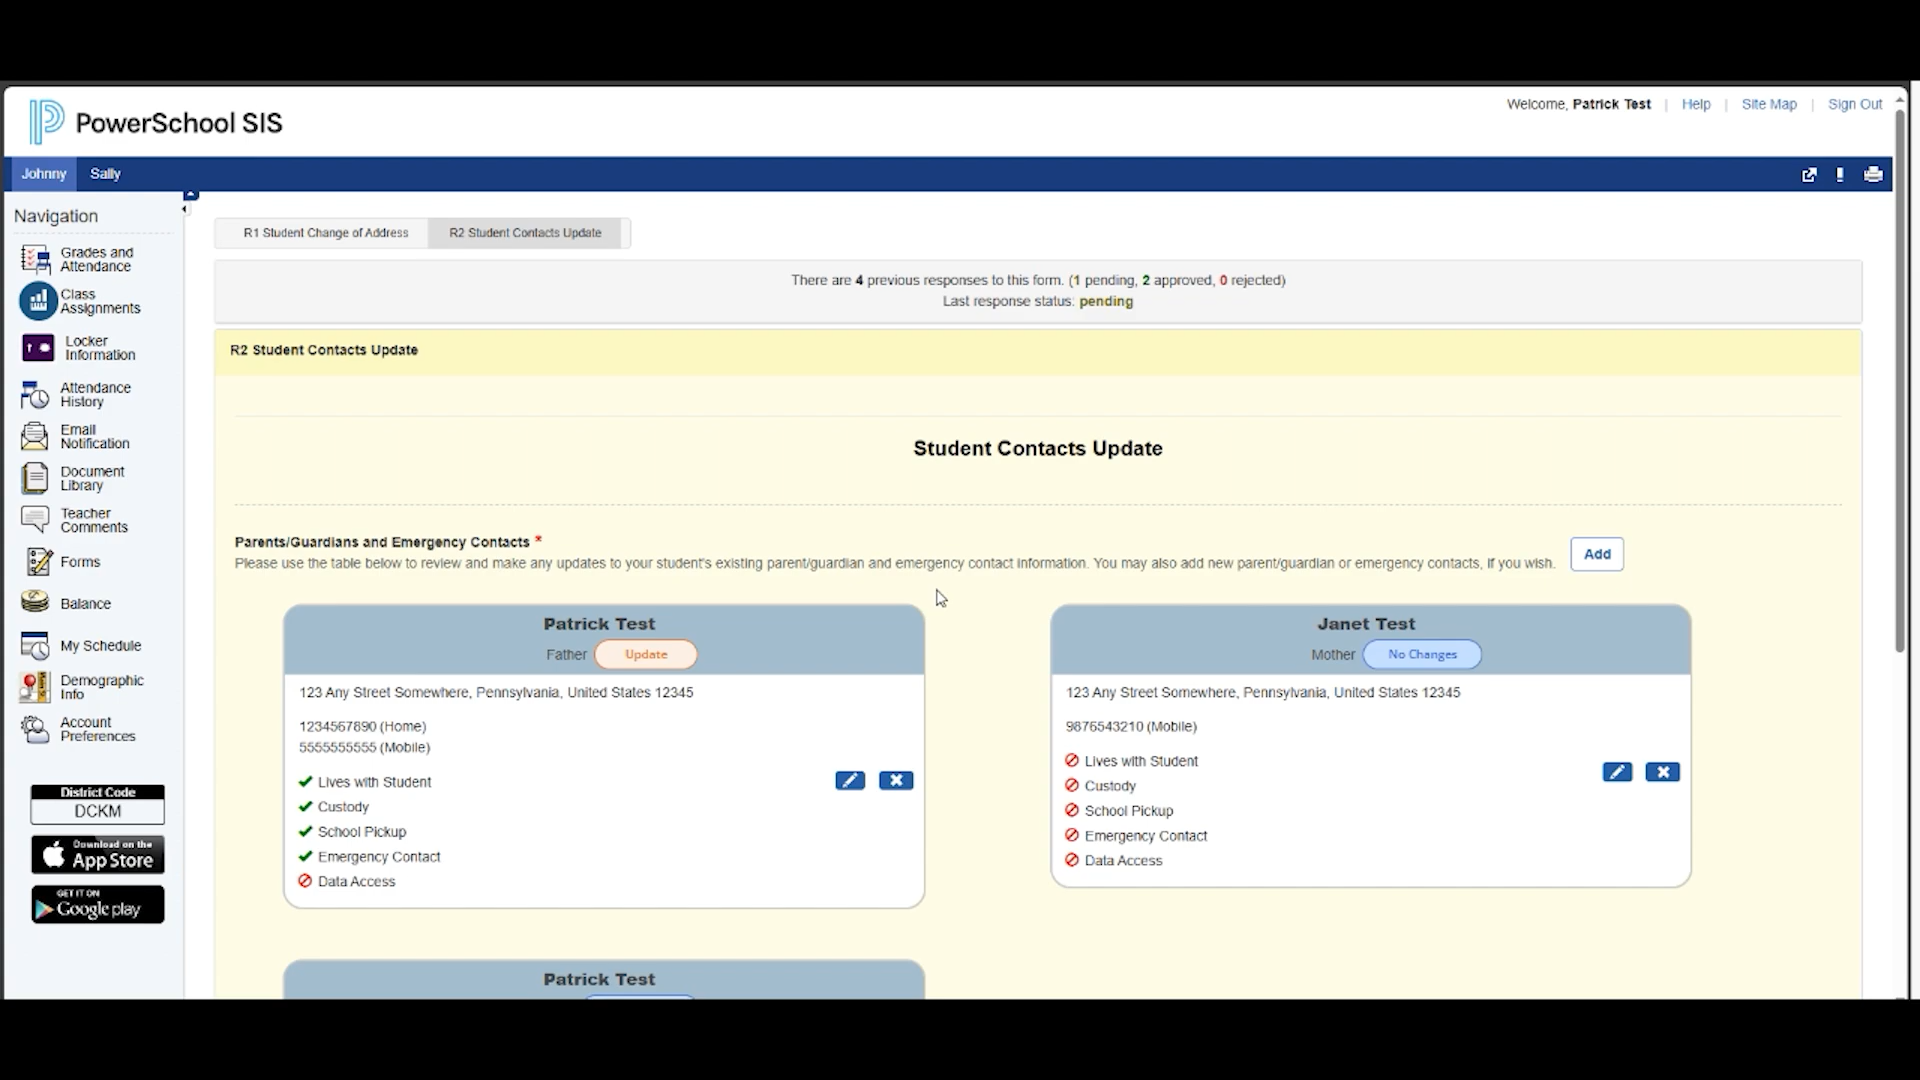 PowerSchool SIS
Welcome, Patrick Test | Help | Site Map | Sign Out
Johnny Sally
Navigation
Grades and
Attendance
Class
Assignments
Locker
Information
Attendance
History
Email
Notification
Document
Library
Teacher
Comments
Forms
Balance
My Schedule
Demographic
Info
Account
Preferences
District Code
DCKM
Download on the
App Store
GET IT ON
Google play
R1 Student Change of Address R2 Student Contacts Update
There are 4 previous responses to this form. (1 pending, 2 approved, 0 rejected)
Last response status: pending
R2 Student Contacts Update
Student Contacts Update
Parents/Guardians and Emergency Contacts *
Please use the table below to review and make any updates to your student's existing parent/guardian and emergency contact information. You may also add new parent/guardian or emergency contacts, if you wish.
Add
Patrick Test
Father Update
123 Any Street Somewhere, Pennsylvania, United States 12345
1234567890 (Home)
5555555555 (Mobile)
Lives with Student
Custody
School Pickup
Emergency Contact
Data Access
Janet Test
Mother No Changes
123 Any Street Somewhere, Pennsylvania, United States 12345
9876543210 (Mobile)
Lives with Student
Custody
School Pickup
Emergency Contact
Data Access
Patrick Test